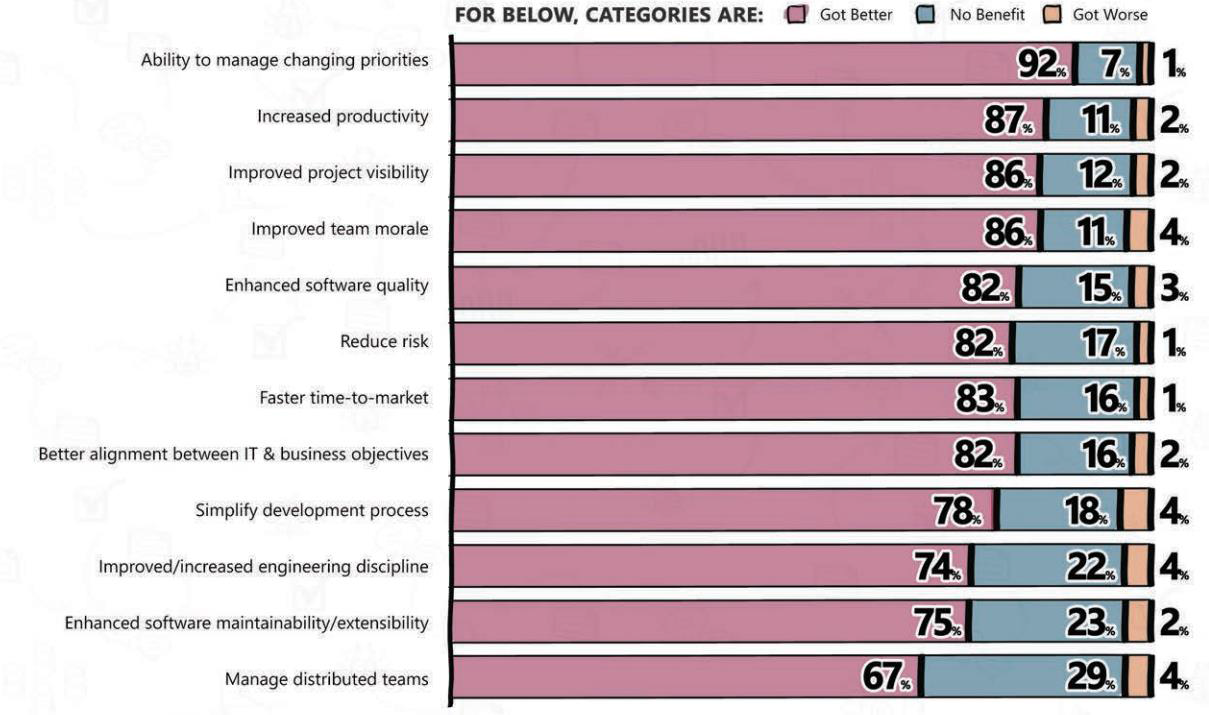 FOR BELOW, CATEGORIES ARE: Got Better No Benefit Got Worse
Ability to manage changing priorities 92% 7% 1%
Increased productivity 87% 11% 2%
Improved project visibility 86% 12% 2%
Improved team morale 86% 11% 4%
Enhanced software quality 82% 15% 3%
Reduce risk 82% 17% 1%
Faster time-to-market 83% 16% 1%
Better alignment between IT & business objectives 82% 16% 2%
Simplify development process 78% 18% 4%
Improved/increased engineering discipline 74% 22% 4%
Enhanced software maintainability/extensibility 75% 23% 2%
Manage distributed teams 67% 29% 4%